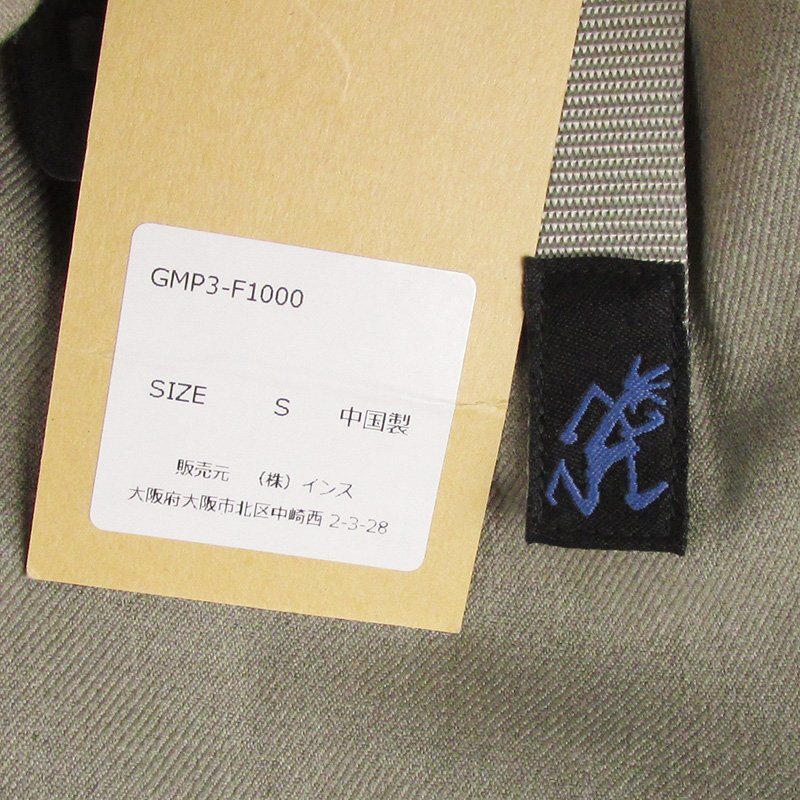 GMP3-F1000
SIZE S 中国製
販売元 （株）インス
大阪府大阪市北区中崎西 2-3-28